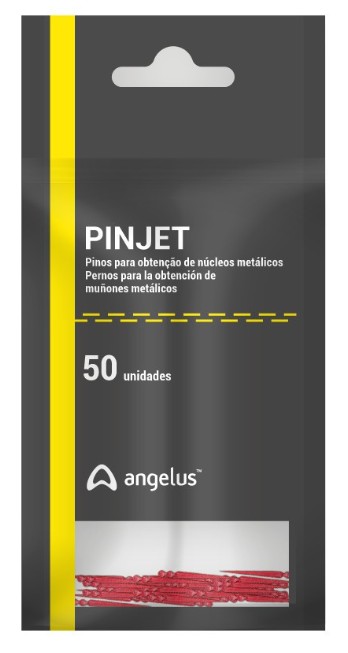 PINJET
Pinos para obtenção de núcleos metálicos
Pernos para la obtención de
muñones metálicos
50 unidades
angelus™